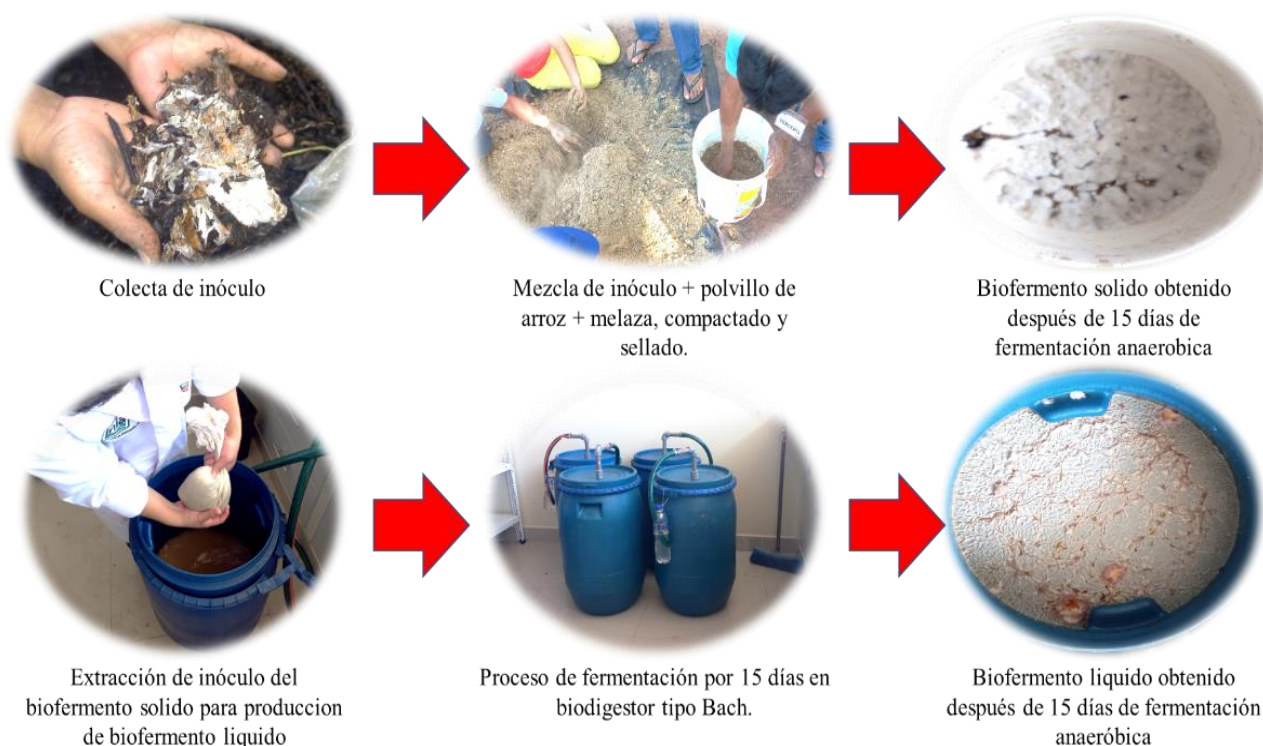 Colecta de inóculo
Mezcla de inóculo + polvillo de
arroz + melaza, compactado y
sellado.
Biofermento solido obtenido
después de 15 días de
fermentación anaerobica
Extracción de inóculo del
biofermento solido para produccion
de biofermento liquido
Proceso de fermentación por 15 días en
biodigestor tipo Bach.
Biofermento liquido obtenido
después de 15 días de fermentación
anaeróbica